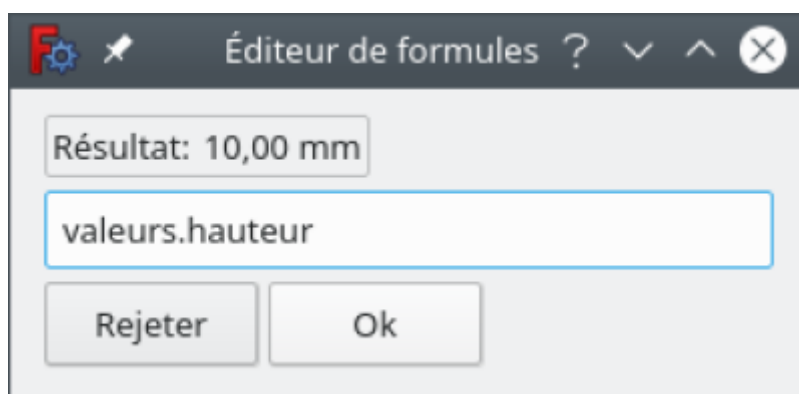 Éditeur de formules
Résultat: 10,00 mm
valeurs.hauteur
Rejeter Ok